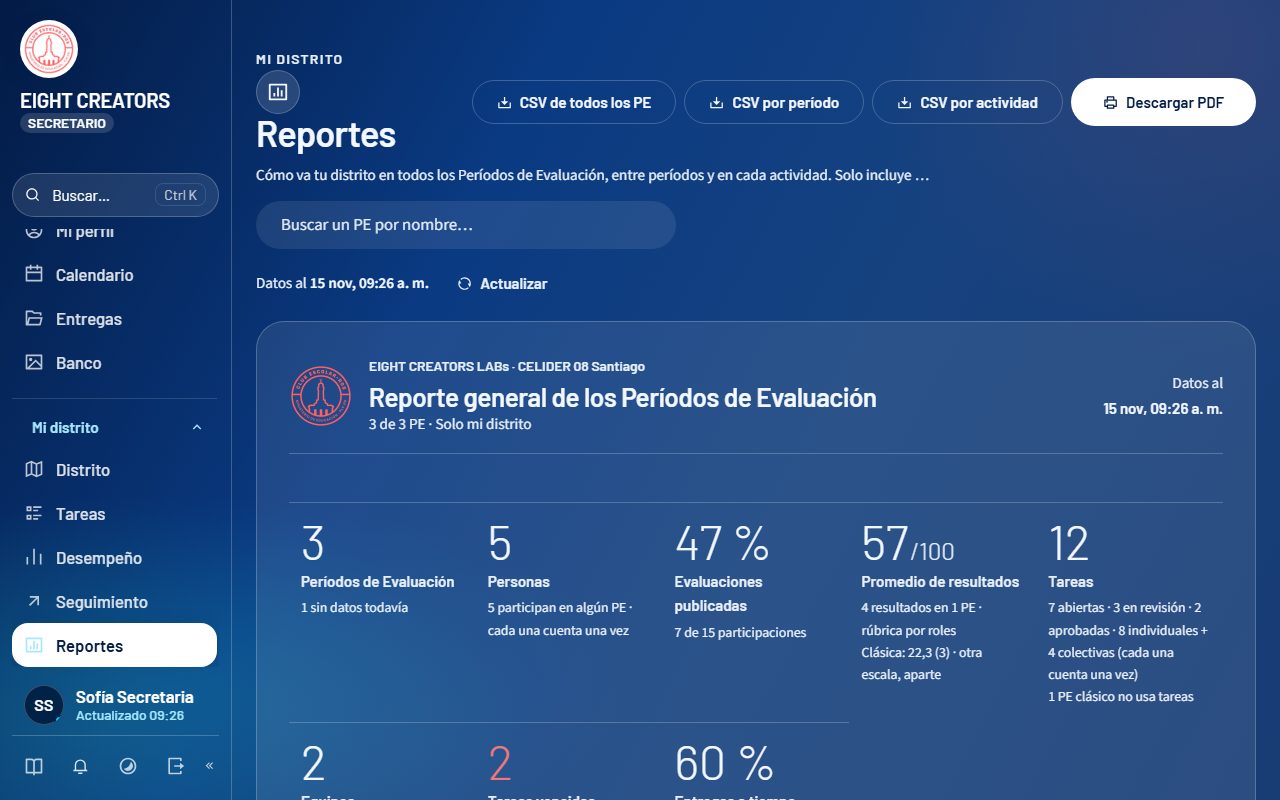 EIGHT CREATORS
SECRETARIO
Buscar...
Ctrl K
Mi perfil
Calendario
Entregas
Banco
Mi distrito
Distrito
Tareas
Desempeño
Seguimiento
Reportes
SS
Sofía Secretaria
Actualizado 09:26
«
MI DISTRITO
Reportes
CSV de todos los PE
CSV por período
CSV por actividad
Descargar PDF
Cómo va tu distrito en todos los Períodos de Evaluación, entre períodos y en cada actividad. Solo incluye …
Buscar un PE por nombre…
Datos al 15 nov, 09:26 a. m.
Actualizar
EIGHT CREATORS LABs · CELIDER 08 Santiago
Reporte general de los Períodos de Evaluación
3 de 3 PE · Solo mi distrito
Datos al
15 nov, 09:26 a. m.
3
Períodos de Evaluación
1 sin datos todavía
5
Personas
5 participan en algún PE ·
cada una cuenta una vez
47 %
Evaluaciones
publicadas
7 de 15 participaciones
57/100
Promedio de resultados
4 resultados en 1 PE ·
rúbrica por roles
Clásica: 22,3 (3) · otra
escala, aparte
12
Tareas
7 abiertas · 3 en revisión · 2
aprobadas · 8 individuales +
4 colectivas (cada una
cuenta una vez)
1 PE clásico no usa tareas
2
Equipos
2
Tareas vencidas
60 %
Entregas a tiempo